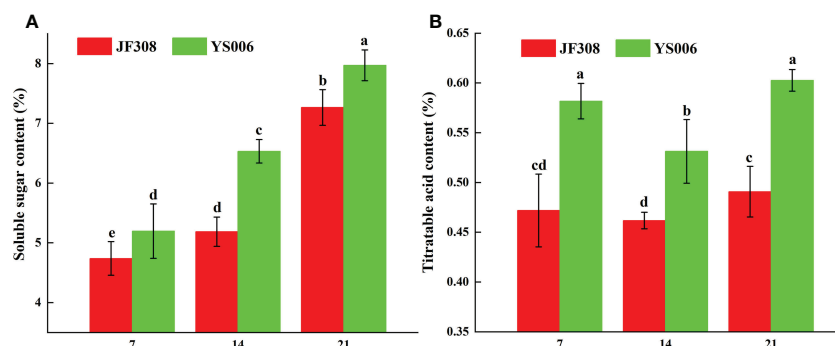 A
JF308 YS006
Soluble sugar content (%)
8
7
6
5
4
e
d
d
c
b
a
7 14 21
B
JF308 YS006
Titratable acid content (%)
0.65
0.60
0.55
0.50
0.45
0.40
0.35
cd
a
d
b
c
a
7 14 21